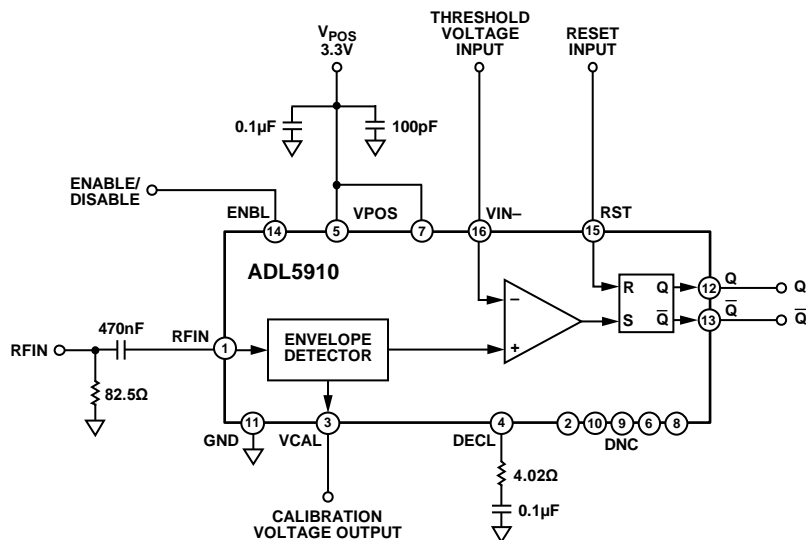 VPOS
3.3V
THRESHOLD
VOLTAGE
INPUT
RESET
INPUT
0.1µF
100pF
ENABLE/
DISABLE
ENBL
VPOS
VIN–
RST
14
5
7
16
15
ADL5910
R
Q
12
Q
Q
–
S
Q̅
13
Q̅
Q̅
+
470nF
RFIN
RFIN
1
ENVELOPE
DETECTOR
82.5Ω
11
3
4
2
10
9
6
8
GND
VCAL
DECL
DNC
4.02Ω
0.1µF
CALIBRATION
VOLTAGE OUTPUT